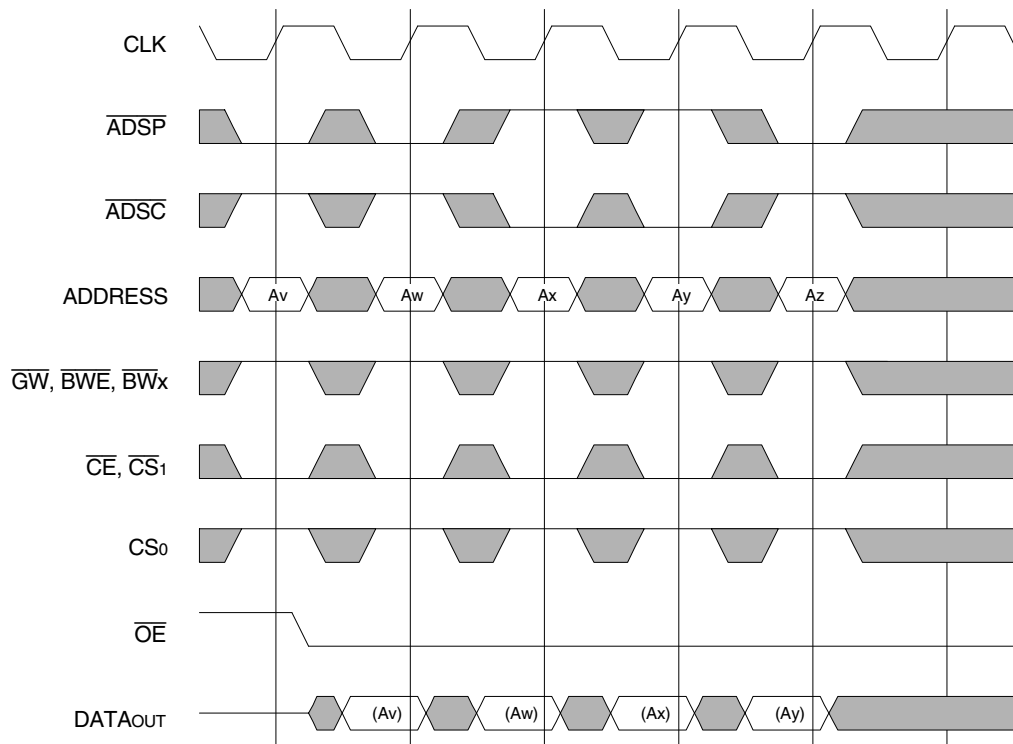 CLK
ADSP
ADSC
ADDRESS Av Aw Ax Ay Az
GW, BWE, BWx
CE, CS1
CS0
OE
DATAOUT (Av) (Aw) (Ax) (Ay)